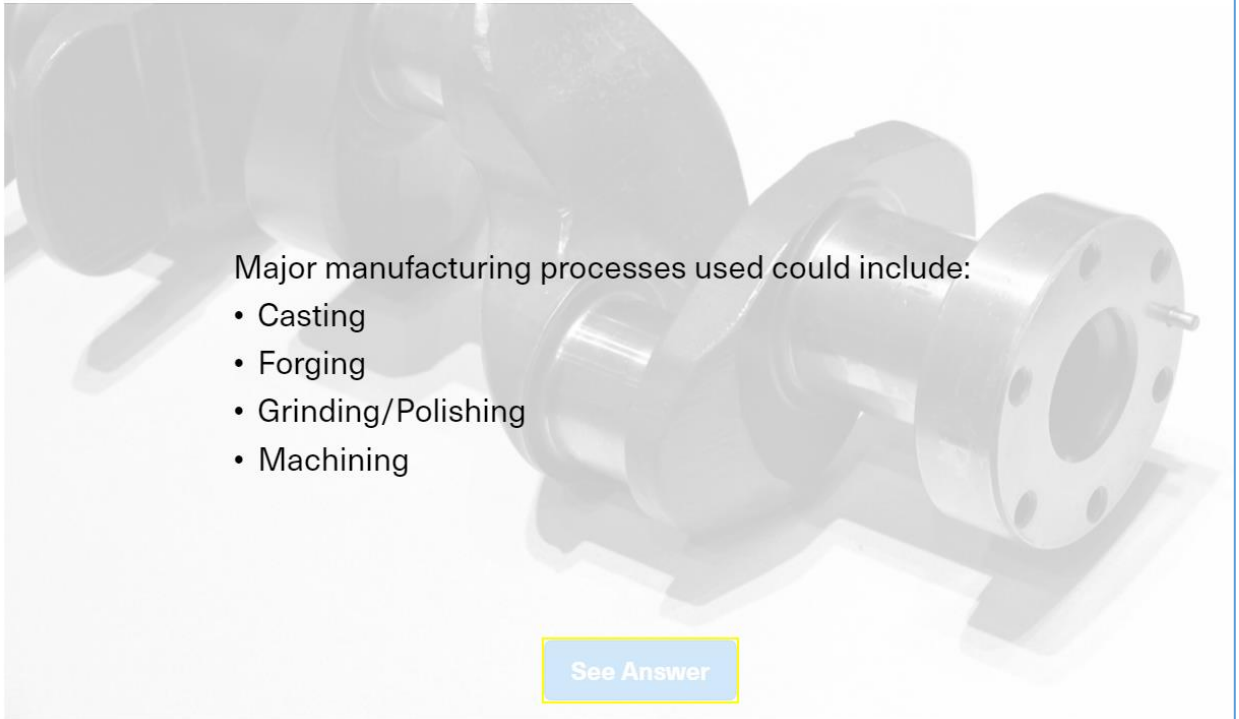 Major manufacturing processes used could include:
• Casting
• Forging
• Grinding/Polishing
• Machining
See Answer